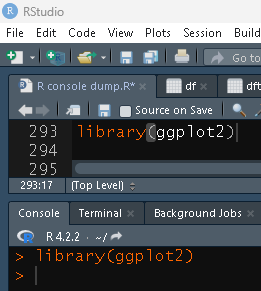 RStudio
File Edit Code View Plots Session Build
Go to
R console dump.R* df dft
Source on Save
293 library(ggplot2)
294
295
293:17 (Top Level)
Console Terminal Background Jobs
R 4.2.2 · ~/
> library(ggplot2)
>